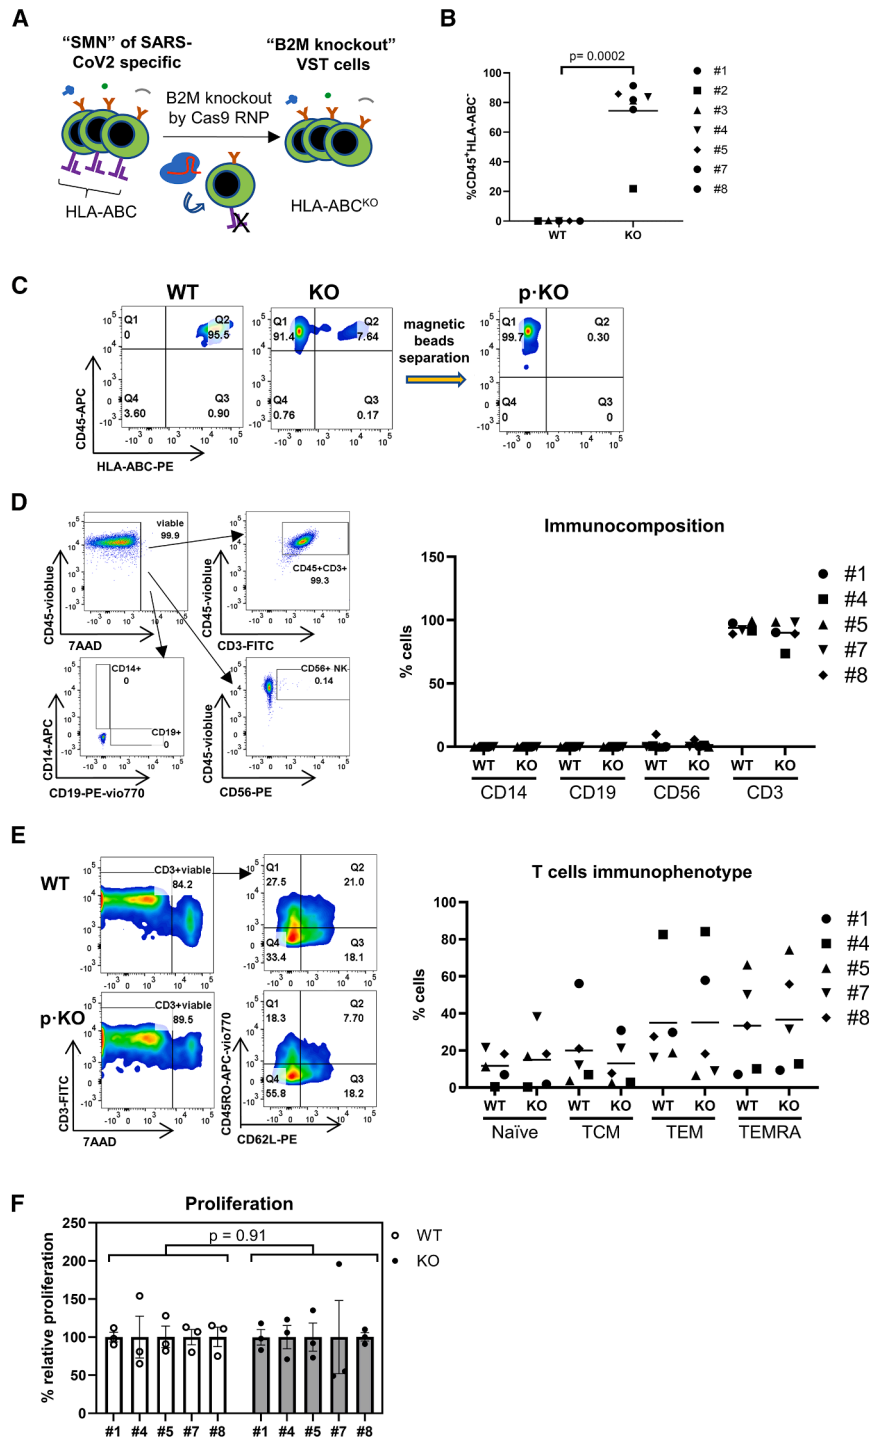 A
“SMN” of SARS-
CoV2 specific
“B2M knockout”
VST cells
B2M knockout
by Cas9 RNP
HLA-ABC
X
HLA-ABCKO
B
p= 0.0002
%CD45+HLA-ABC-
100
80
60
40
20
0
WT
KO
#1
#2
#3
#4
#5
#7
#8
C
WT
KO
p·KO
Q1
0
Q2
95.5
Q4
3.60
Q3
0.90
Q1
91.4
Q2
7.64
Q4
0.76
Q3
0.17
magnetic
beads
separation
Q1
99.7
Q2
0.30
Q4
0
Q3
0
CD45-APC
HLA-ABC-PE
D
viable
99.9
CD45-vioblue
7AAD
CD45+CD3+
99.3
CD45-vioblue
CD3-FITC
CD14+
0
CD19+
0
CD14-APC
CD19-PE-vio770
CD56+ NK
0.14
CD45-vioblue
CD56-PE
Immunocomposition
% cells
150
100
50
0
WT KO WT KO WT KO WT KO
CD14 CD19 CD56 CD3
#1
#4
#5
#7
#8
E
WT
CD3+viable
84.2
Q1
27.5
Q2
21.0
Q4
33.4
Q3
18.1
p·KO
CD3+viable
89.5
Q1
18.3
Q2
7.70
Q4
55.8
Q3
18.2
CD3-FITC
7AAD
CD45RO-APC-vio770
CD62L-PE
T cells immunophenotype
% cells
100
80
60
40
20
0
WT KO WT KO WT KO WT KO
Naïve TCM TEM TEMRA
#1
#4
#5
#7
#8
F
Proliferation
% relative proliferation
250
200
150
100
50
0
p = 0.91
WT
KO
#1 #4 #5 #7 #8 #1 #4 #5 #7 #8